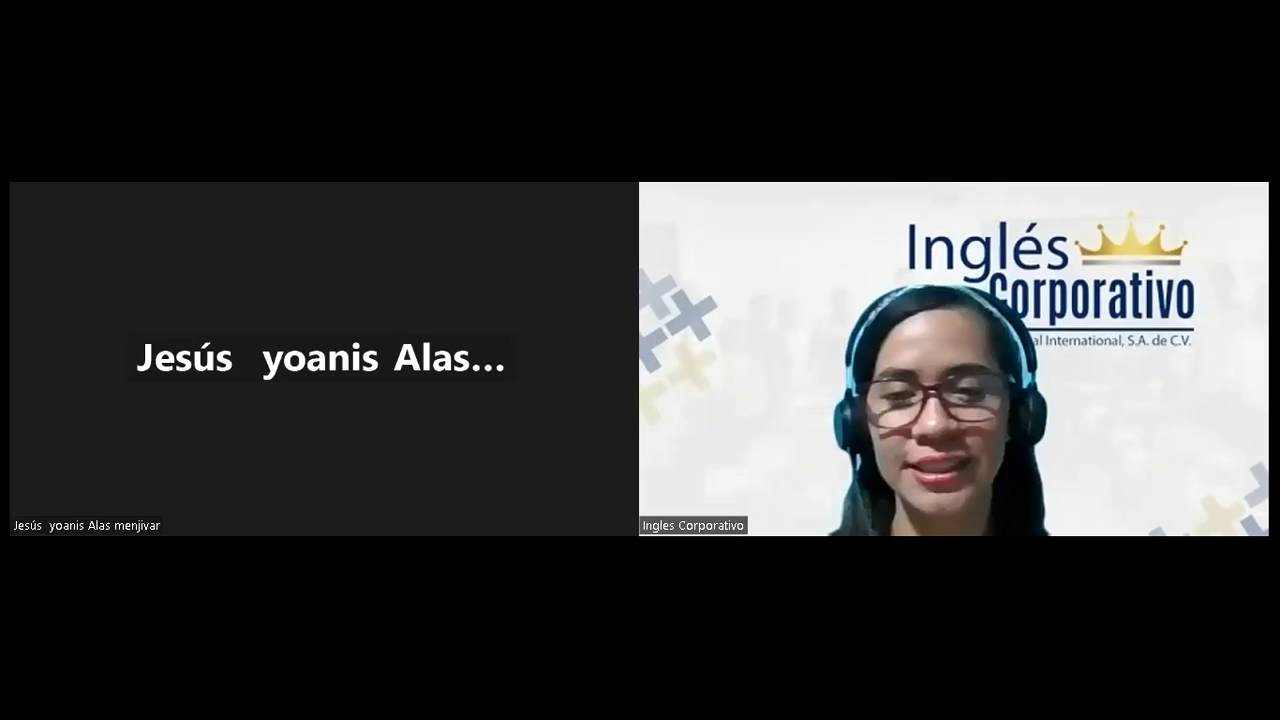 Jesús yoanis Alas...
Jesús yoanis Alas menjivar
Inglés
Corporativo
al International, S.A. de C.V.
Ingles Corporativo